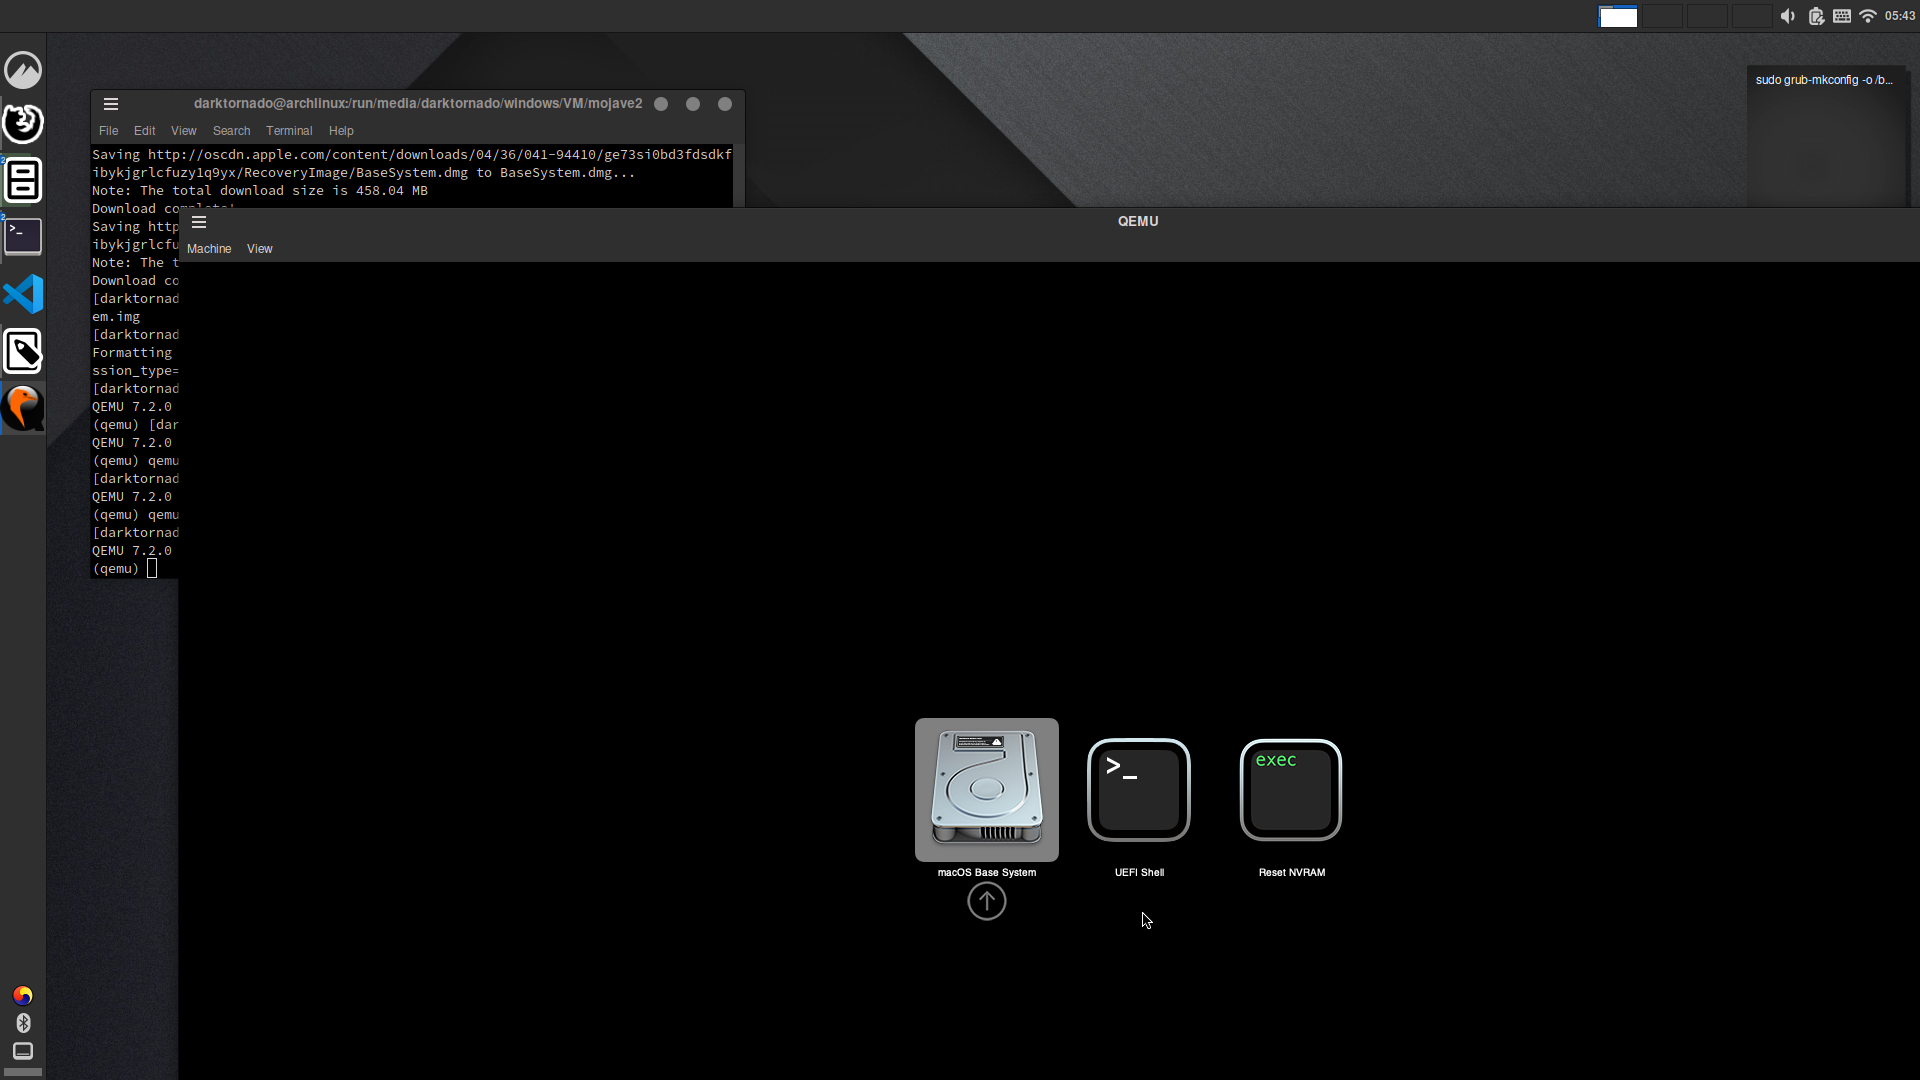 05:43
sudo grub-mkconfig -o /b...
darktornado@archlinux:/run/media/darktornado/windows/VM/mojave2
File Edit View Search Terminal Help
Saving http://oscdn.apple.com/content/downloads/04/36/041-94410/ge73si0bd3fdsdkf
ibykjgrlcfuzy1q9yx/RecoveryImage/BaseSystem.dmg to BaseSystem.dmg...
Note: The total download size is 458.04 MB
Download complete!
Saving http
ibykjgrlcfu
Note: The t
Download co
[darktornad
em.img
[darktornad
Formatting
ssion_type=
[darktornad
QEMU 7.2.0
(qemu) [dar
QEMU 7.2.0
(qemu) qemu
[darktornad
QEMU 7.2.0
(qemu) qemu
[darktornad
QEMU 7.2.0
(qemu)
QEMU
Machine View
>_
exec
macOS Base System
UEFI Shell
Reset NVRAM